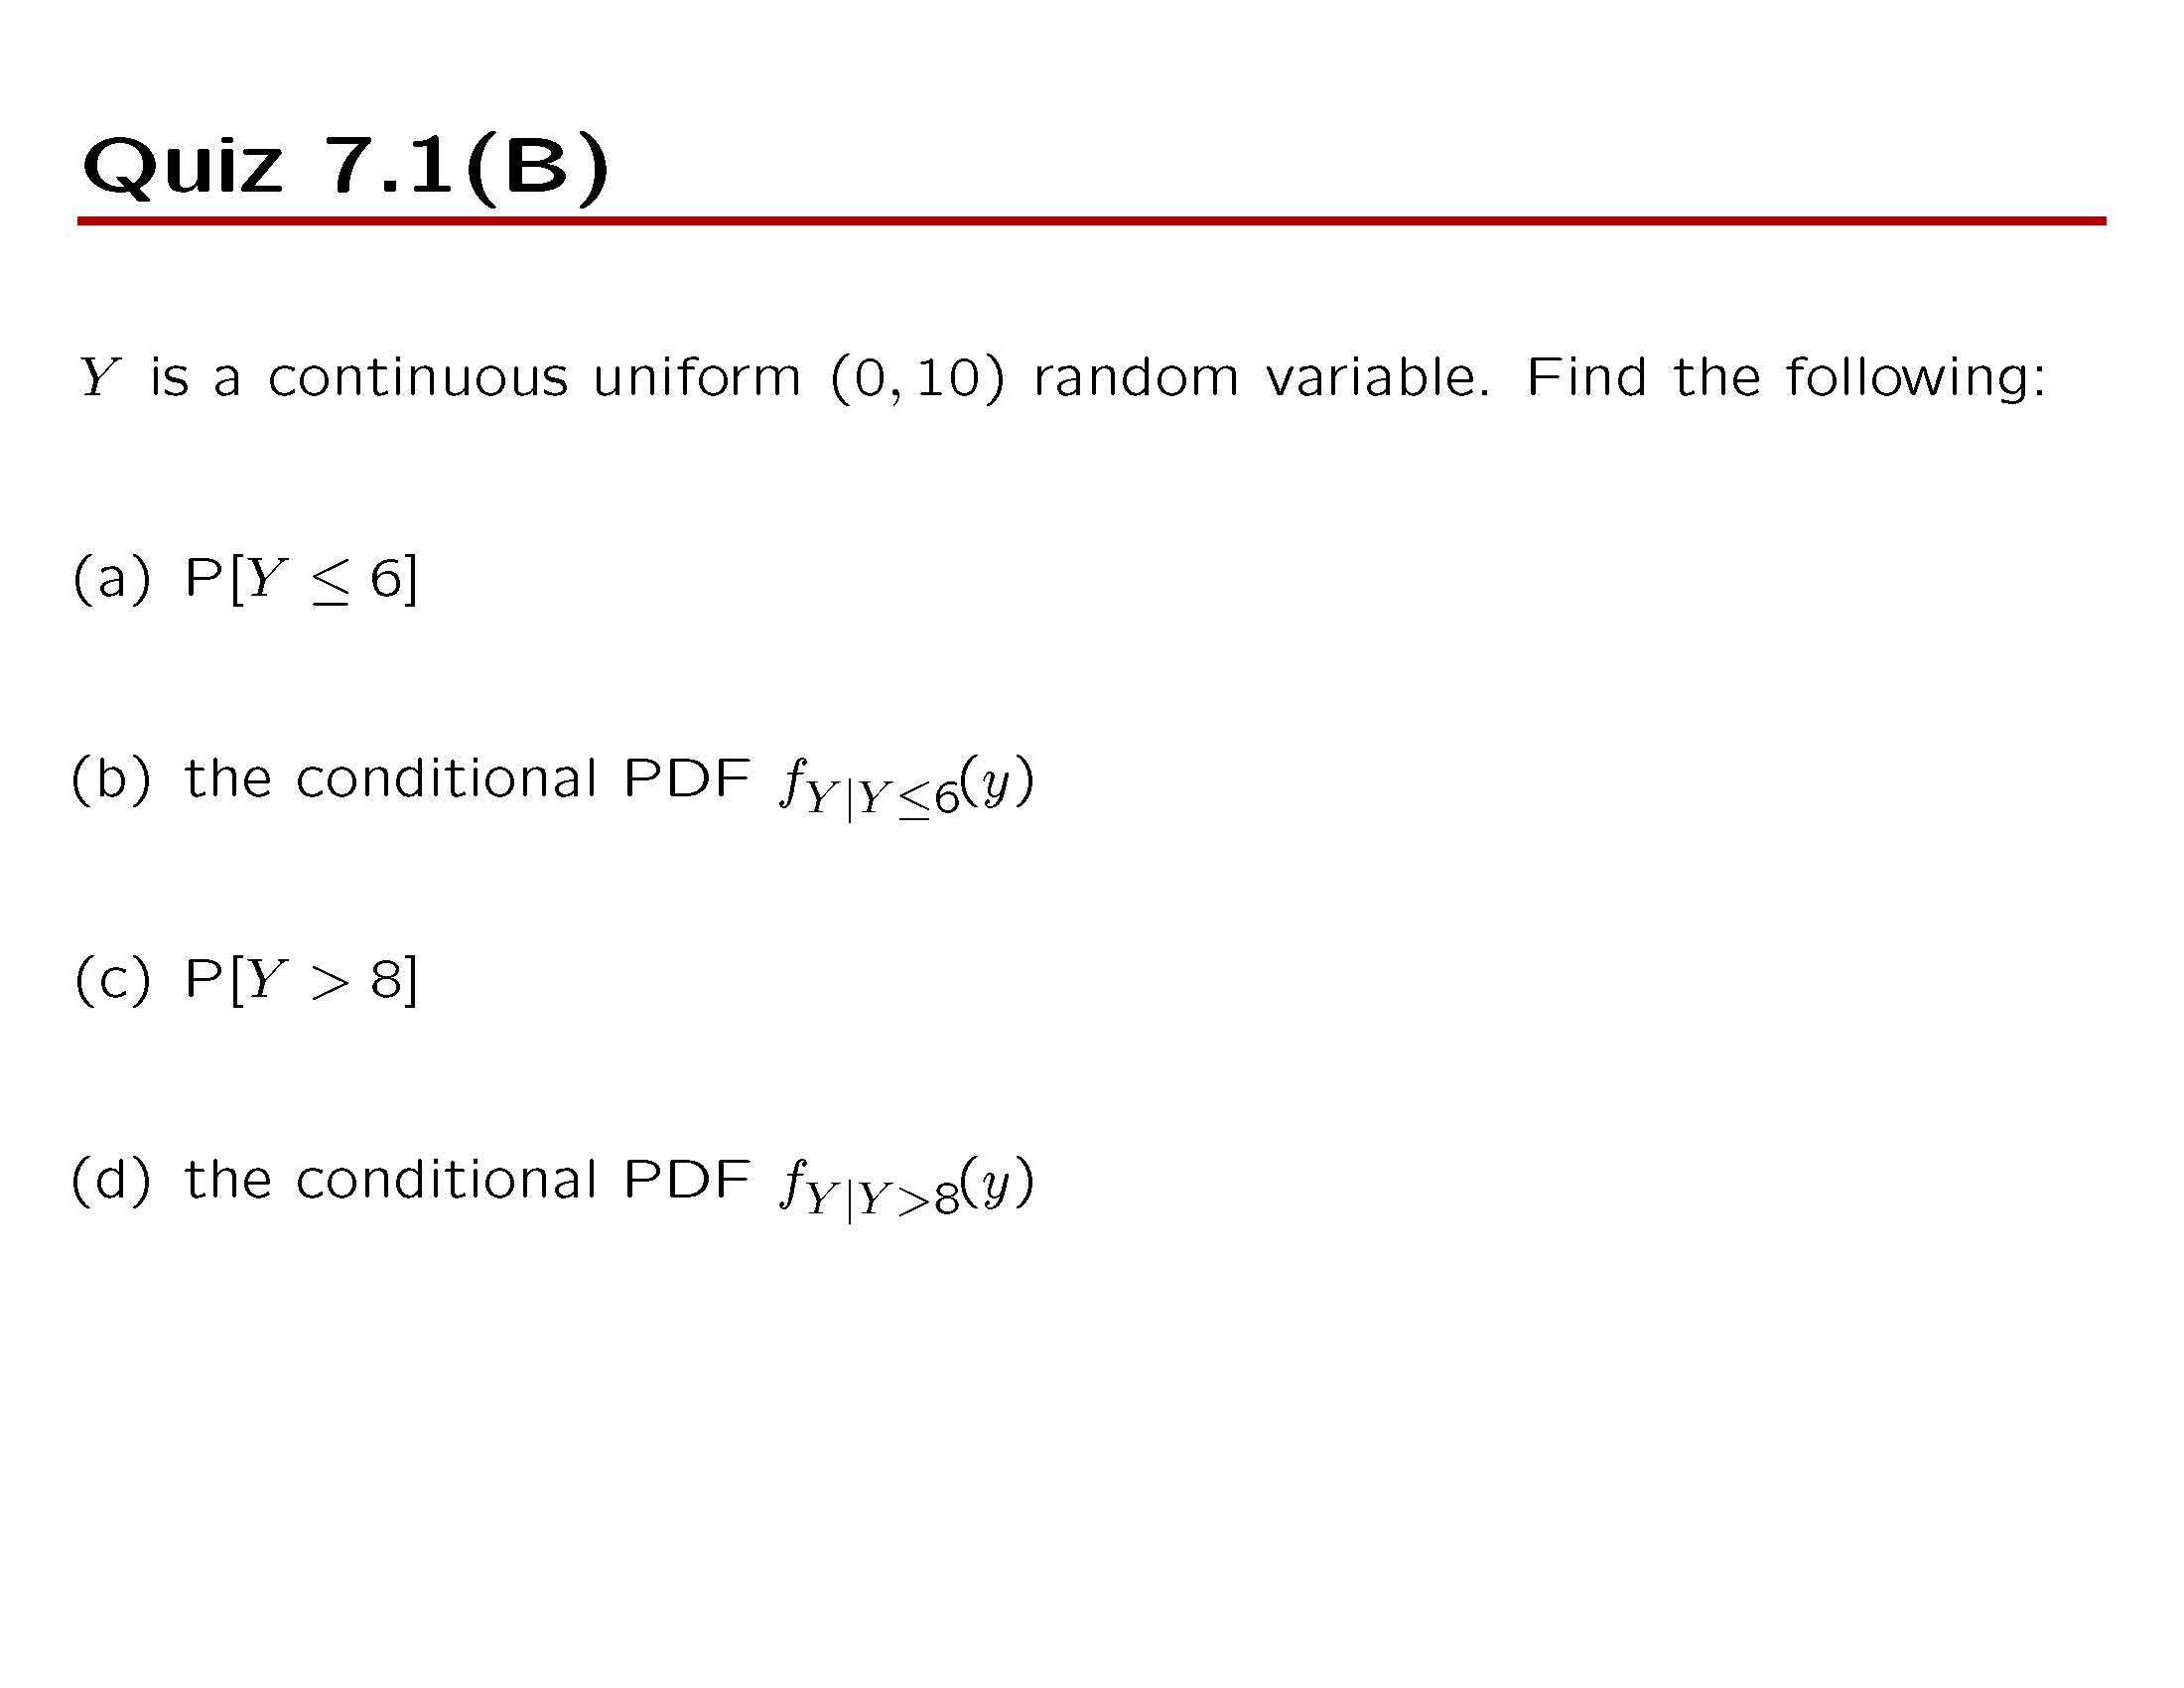 Quiz 7.1(B)
Y is a continuous uniform (0, 10) random variable. Find the following:
(a) P[Y ≤ 6]
(b) the conditional PDF f_{Y|Y≤6}(y)
(c) P[Y > 8]
(d) the conditional PDF f_{Y|Y>8}(y)